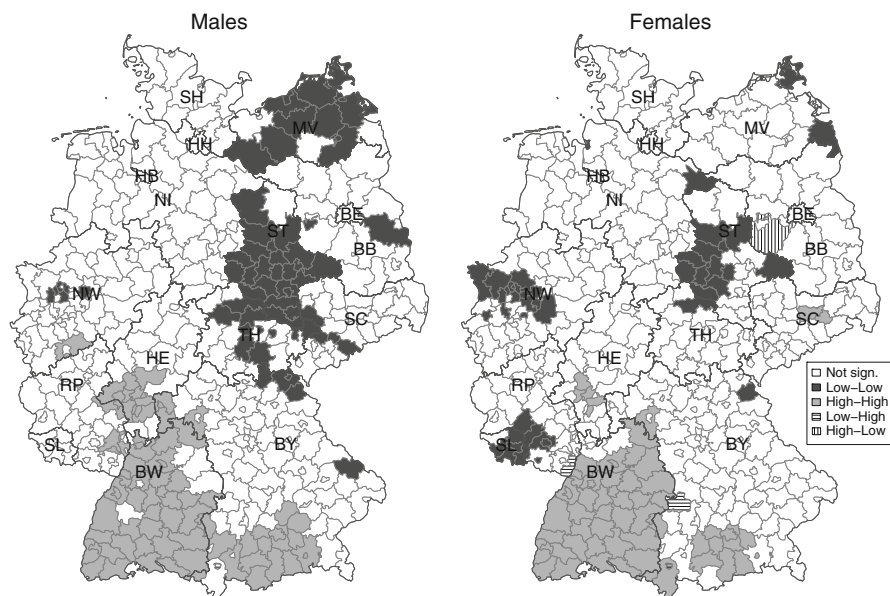 Males
SH
HH
MV
HB
NI
ST
BE
BB
NW
SC
TH
HE
RP
SL
BY
BW
Females
SH
HH
MV
HB
NI
ST
BE
BB
NW
SC
TH
HE
RP
SL
BY
BW
Not sign.
Low–Low
High–High
Low–High
High–Low